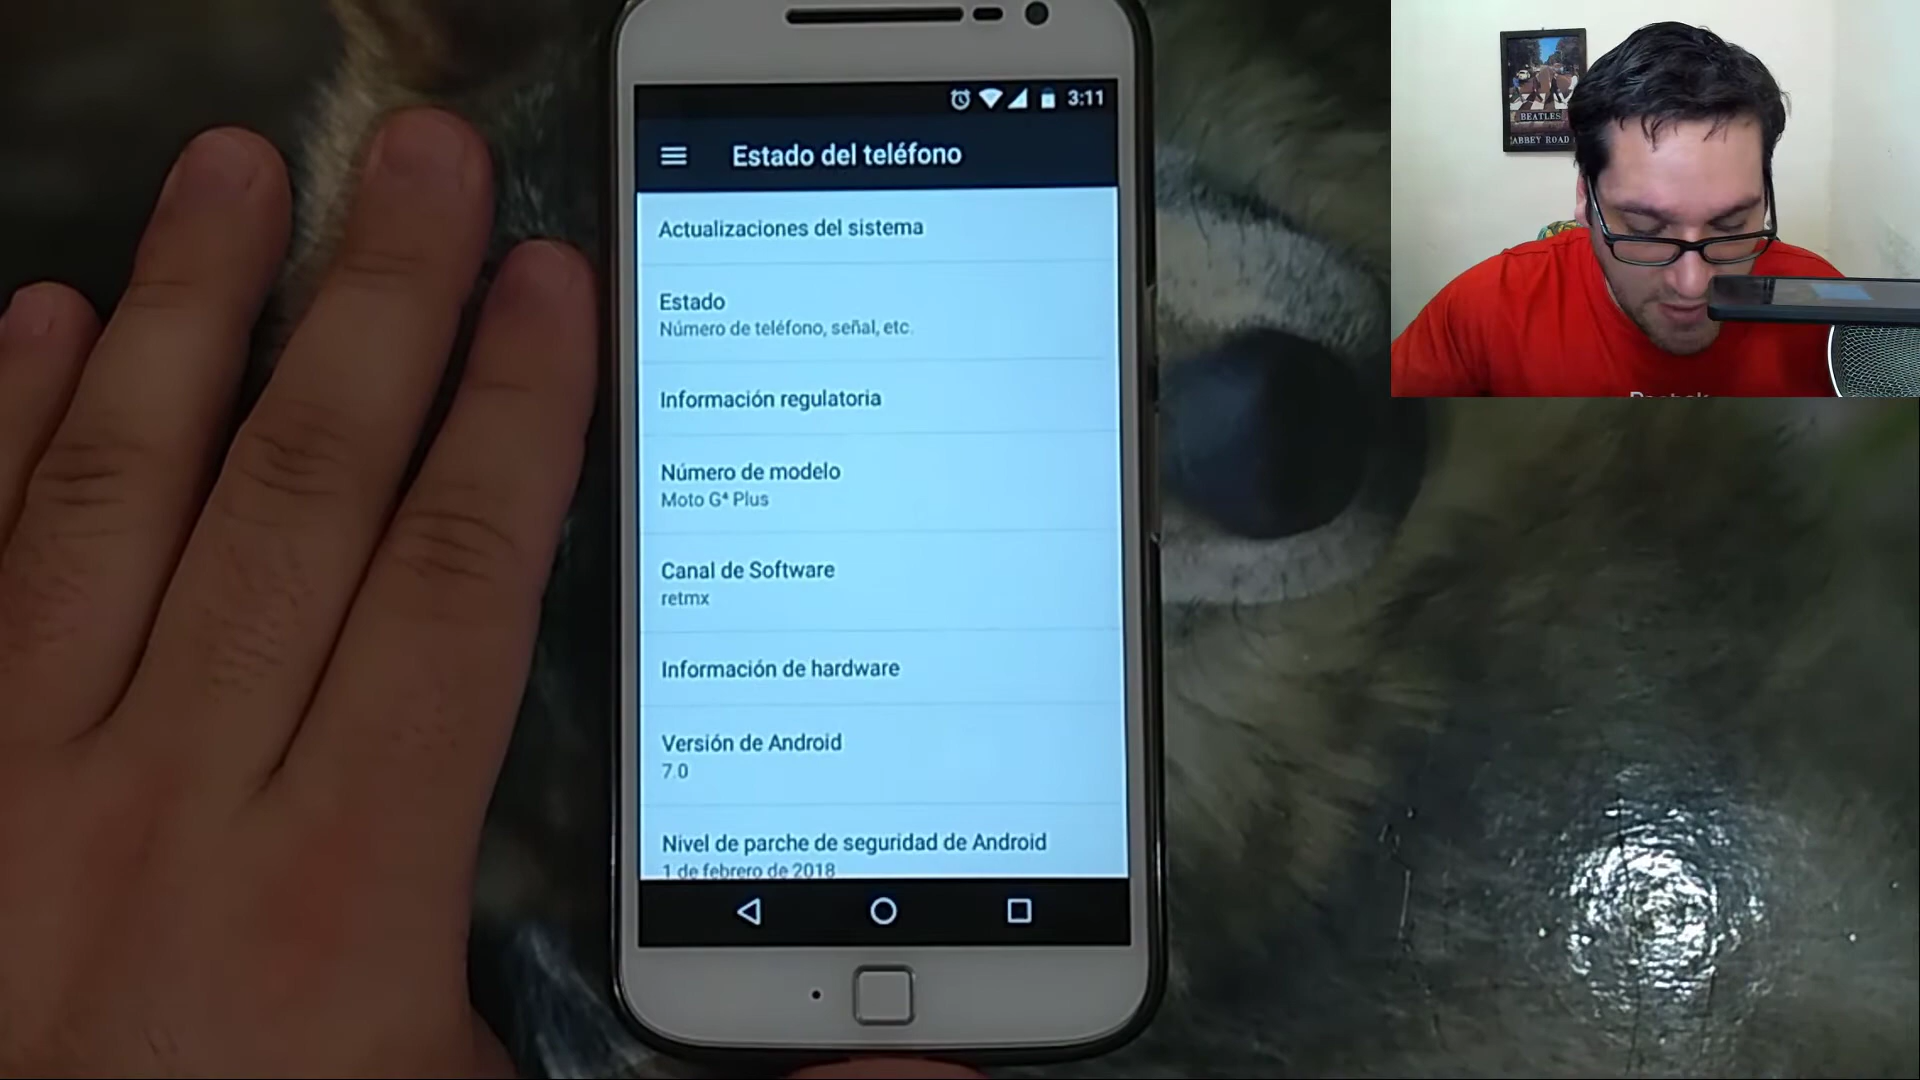 3:11
Estado del teléfono
Actualizaciones del sistema
Estado
Número de teléfono, señal, etc.
Información regulatoria
Número de modelo
Moto G⁴ Plus
Canal de Software
retmx
Información de hardware
Versión de Android
7.0
Nivel de parche de seguridad de Android
1 de febrero de 2018
BEATLES
ABBEY ROAD